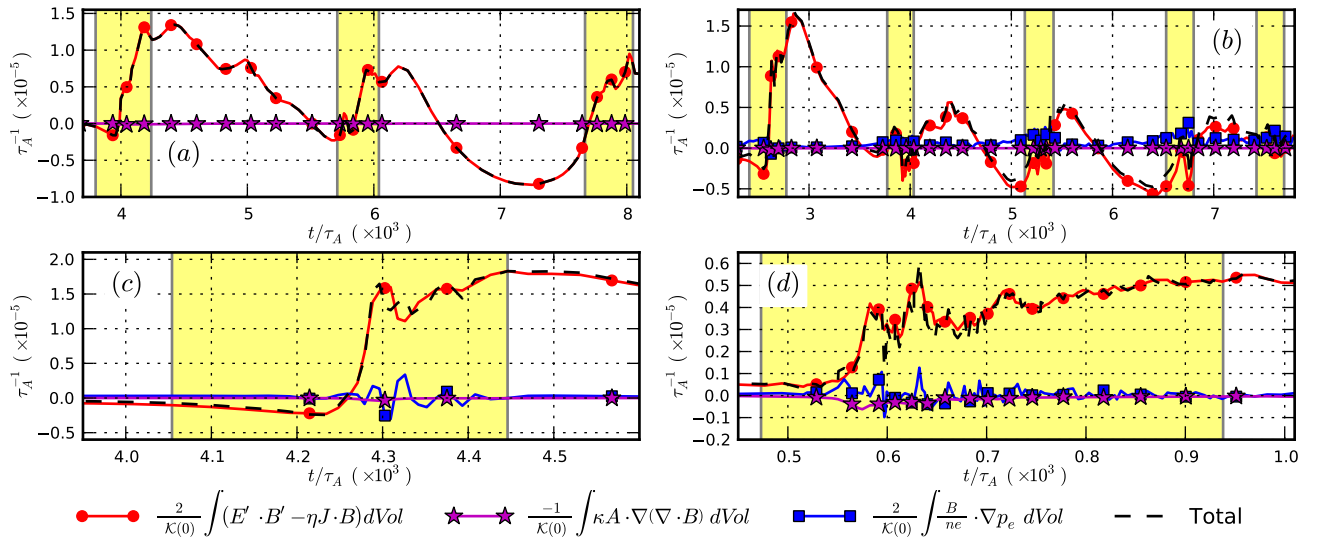 1.5
1.0
0.5
0.0
−0.5
−1.0
τ_A^{-1} ( ×10^{-5})
(a)
4 5 6 7 8
t/τ_A ( ×10^3)
1.5
1.0
0.5
0.0
−0.5
τ_A^{-1} ( ×10^{-5})
(b)
3 4 5 6 7
t/τ_A ( ×10^3)
2.0
1.5
1.0
0.5
0.0
−0.5
τ_A^{-1} ( ×10^{-5})
(c)
4.0 4.1 4.2 4.3 4.4 4.5
t/τ_A ( ×10^3)
0.6
0.5
0.4
0.3
0.2
0.1
0.0
−0.1
−0.2
τ_A^{-1} ( ×10^{-5})
(d)
0.5 0.6 0.7 0.8 0.9 1.0
t/τ_A ( ×10^3)
2/K(0) ∫(E′ ·B′ −ηJ ·B)dVol −1/K(0) ∫κA ·∇(∇ ·B) dVol 2/K(0) ∫B/ne ·∇p_e dVol Total